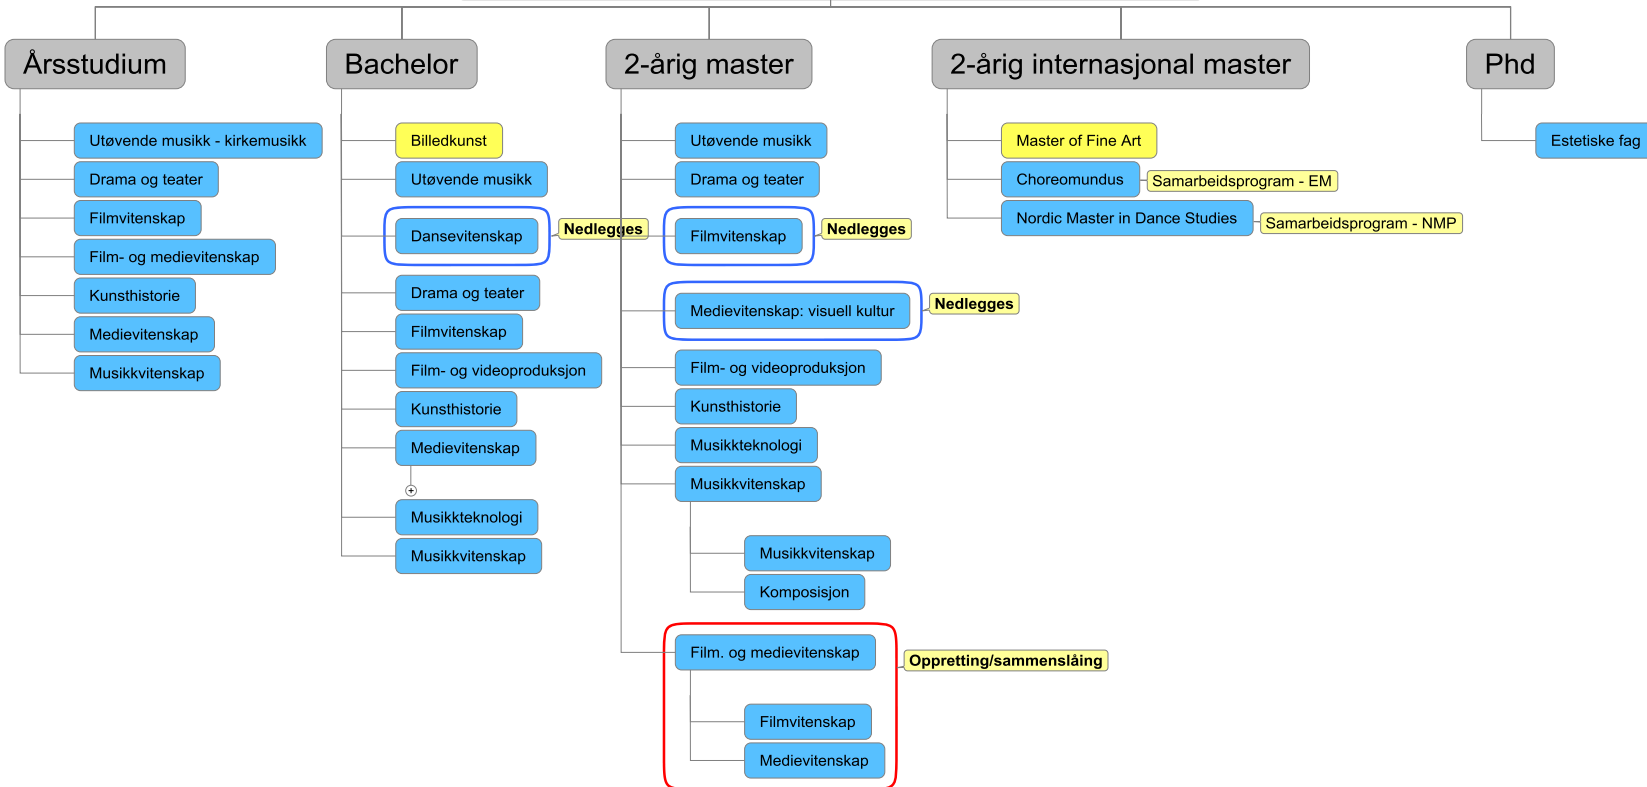 Årsstudium
Utøvende musikk - kirkemusikk
Drama og teater
Filmvitenskap
Film- og medievitenskap
Kunsthistorie
Medievitenskap
Musikkvitenskap
Bachelor
Billedkunst
Utøvende musikk
Dansevitenskap
Nedlegges
Drama og teater
Filmvitenskap
Film- og videoproduksjon
Kunsthistorie
Medievitenskap
Musikkteknologi
Musikkvitenskap
2-årig master
Utøvende musikk
Drama og teater
Filmvitenskap
Nedlegges
Medievitenskap: visuell kultur
Nedlegges
Film- og videoproduksjon
Kunsthistorie
Musikkteknologi
Musikkvitenskap
Musikkvitenskap
Komposisjon
Film. og medievitenskap
Oppretting/sammenslåing
Filmvitenskap
Medievitenskap
2-årig internasjonal master
Master of Fine Art
Choreomundus
Samarbeidsprogram - EM
Nordic Master in Dance Studies
Samarbeidsprogram - NMP
Phd
Estetiske fag